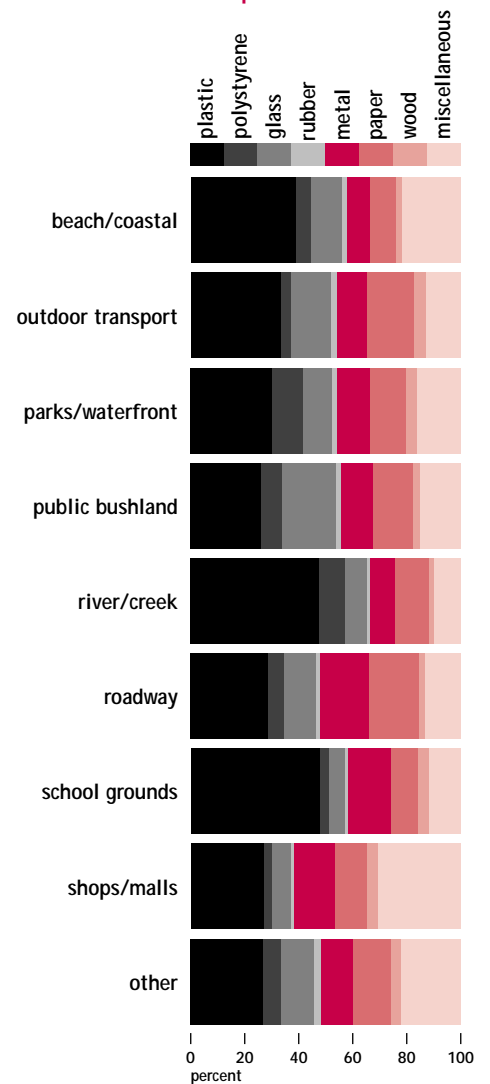 plastic
polystyrene
glass
rubber
metal
paper
wood
miscellaneous
beach/coastal
outdoor transport
parks/waterfront
public bushland
river/creek
roadway
school grounds
shops/malls
other
0 20 40 60 80 100
percent